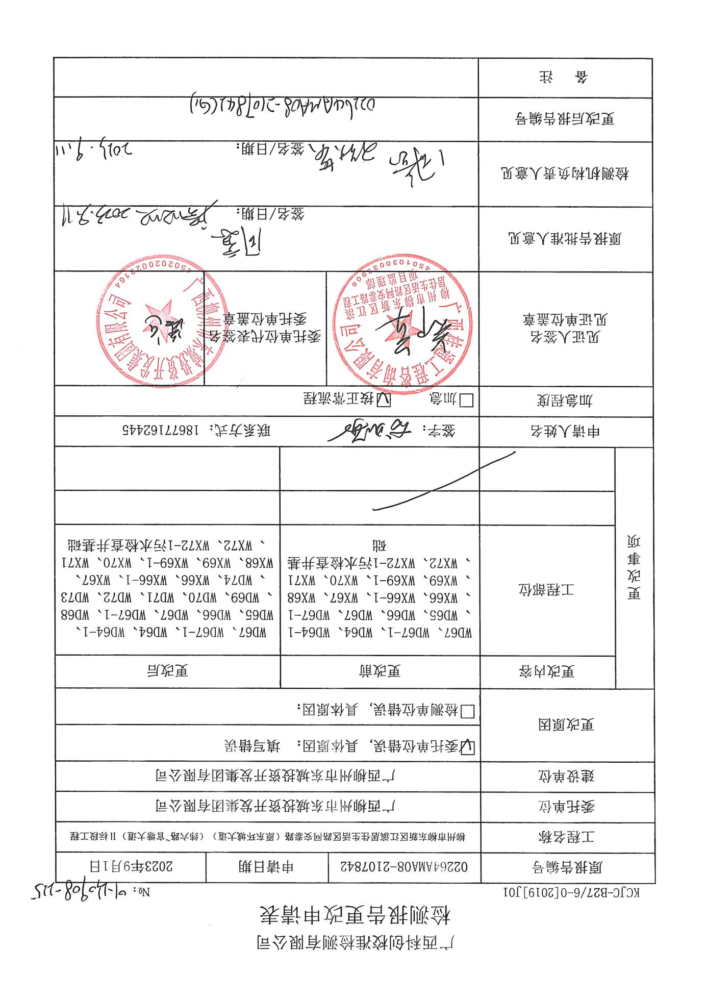 广西科创校准检测有限公司
检测报告更改申请表
KCJC-B27/6-0[2019]J01 №:
原报告编号 02264AMA08-2107842 申请日期 2023年9月1日
工程名称 柳州市柳东新区江滨居住生活区路网安泰路（原东环城大道）（纬六路~官塘大道）II标段工程
委托单位 广西柳州市东城投资开发集团有限公司
建设单位 广西柳州市东城投资开发集团有限公司
更改原因
☑委托单位错误，具体原因： 填写错误
☐检测单位错误，具体原因：
更改事项
更改内容 更改前 更改后
工程部位
WD67、WD67-1、WD64、WD64-1
、WD65、WD66、WD67、WD67-1
、WX66、WX66-1、WX67、WX68
、WX69、WX69-1、WX70、WX71
、WX72、WX72-1污水检查井基
础
WD67、WD67-1、WD64、WD64-1、
WD65、WD66、WD67、WD67-1、WD68
、WD69、WD70、WD71、WD72、WD73
、WD74、WX66、WX66-1、WX67、
WX68、WX69、WX69-1、WX70、WX71
、WX72、WX72-1污水检查井基础
申请人姓名 签字： 联系方式：18677162445
加急程度 ☐加急 ☑按正常流程
见证人签名
见证单位盖章
广西桂通工程咨询有限公司
柳州市柳东新区江滨
居住生活区路网安泰路工程
项目监理部
4501030033906
委托单位代表签名
委托单位盖章
广西柳州市东城投资开发集团有限公司
4502020023164
原报告批准人意见
同意
签名/日期： 2023.9.11
检测机构负责人意见
签名/日期： 2023.9.11
更改后报告编号 02264AMA08-2107842(G1)
备 注